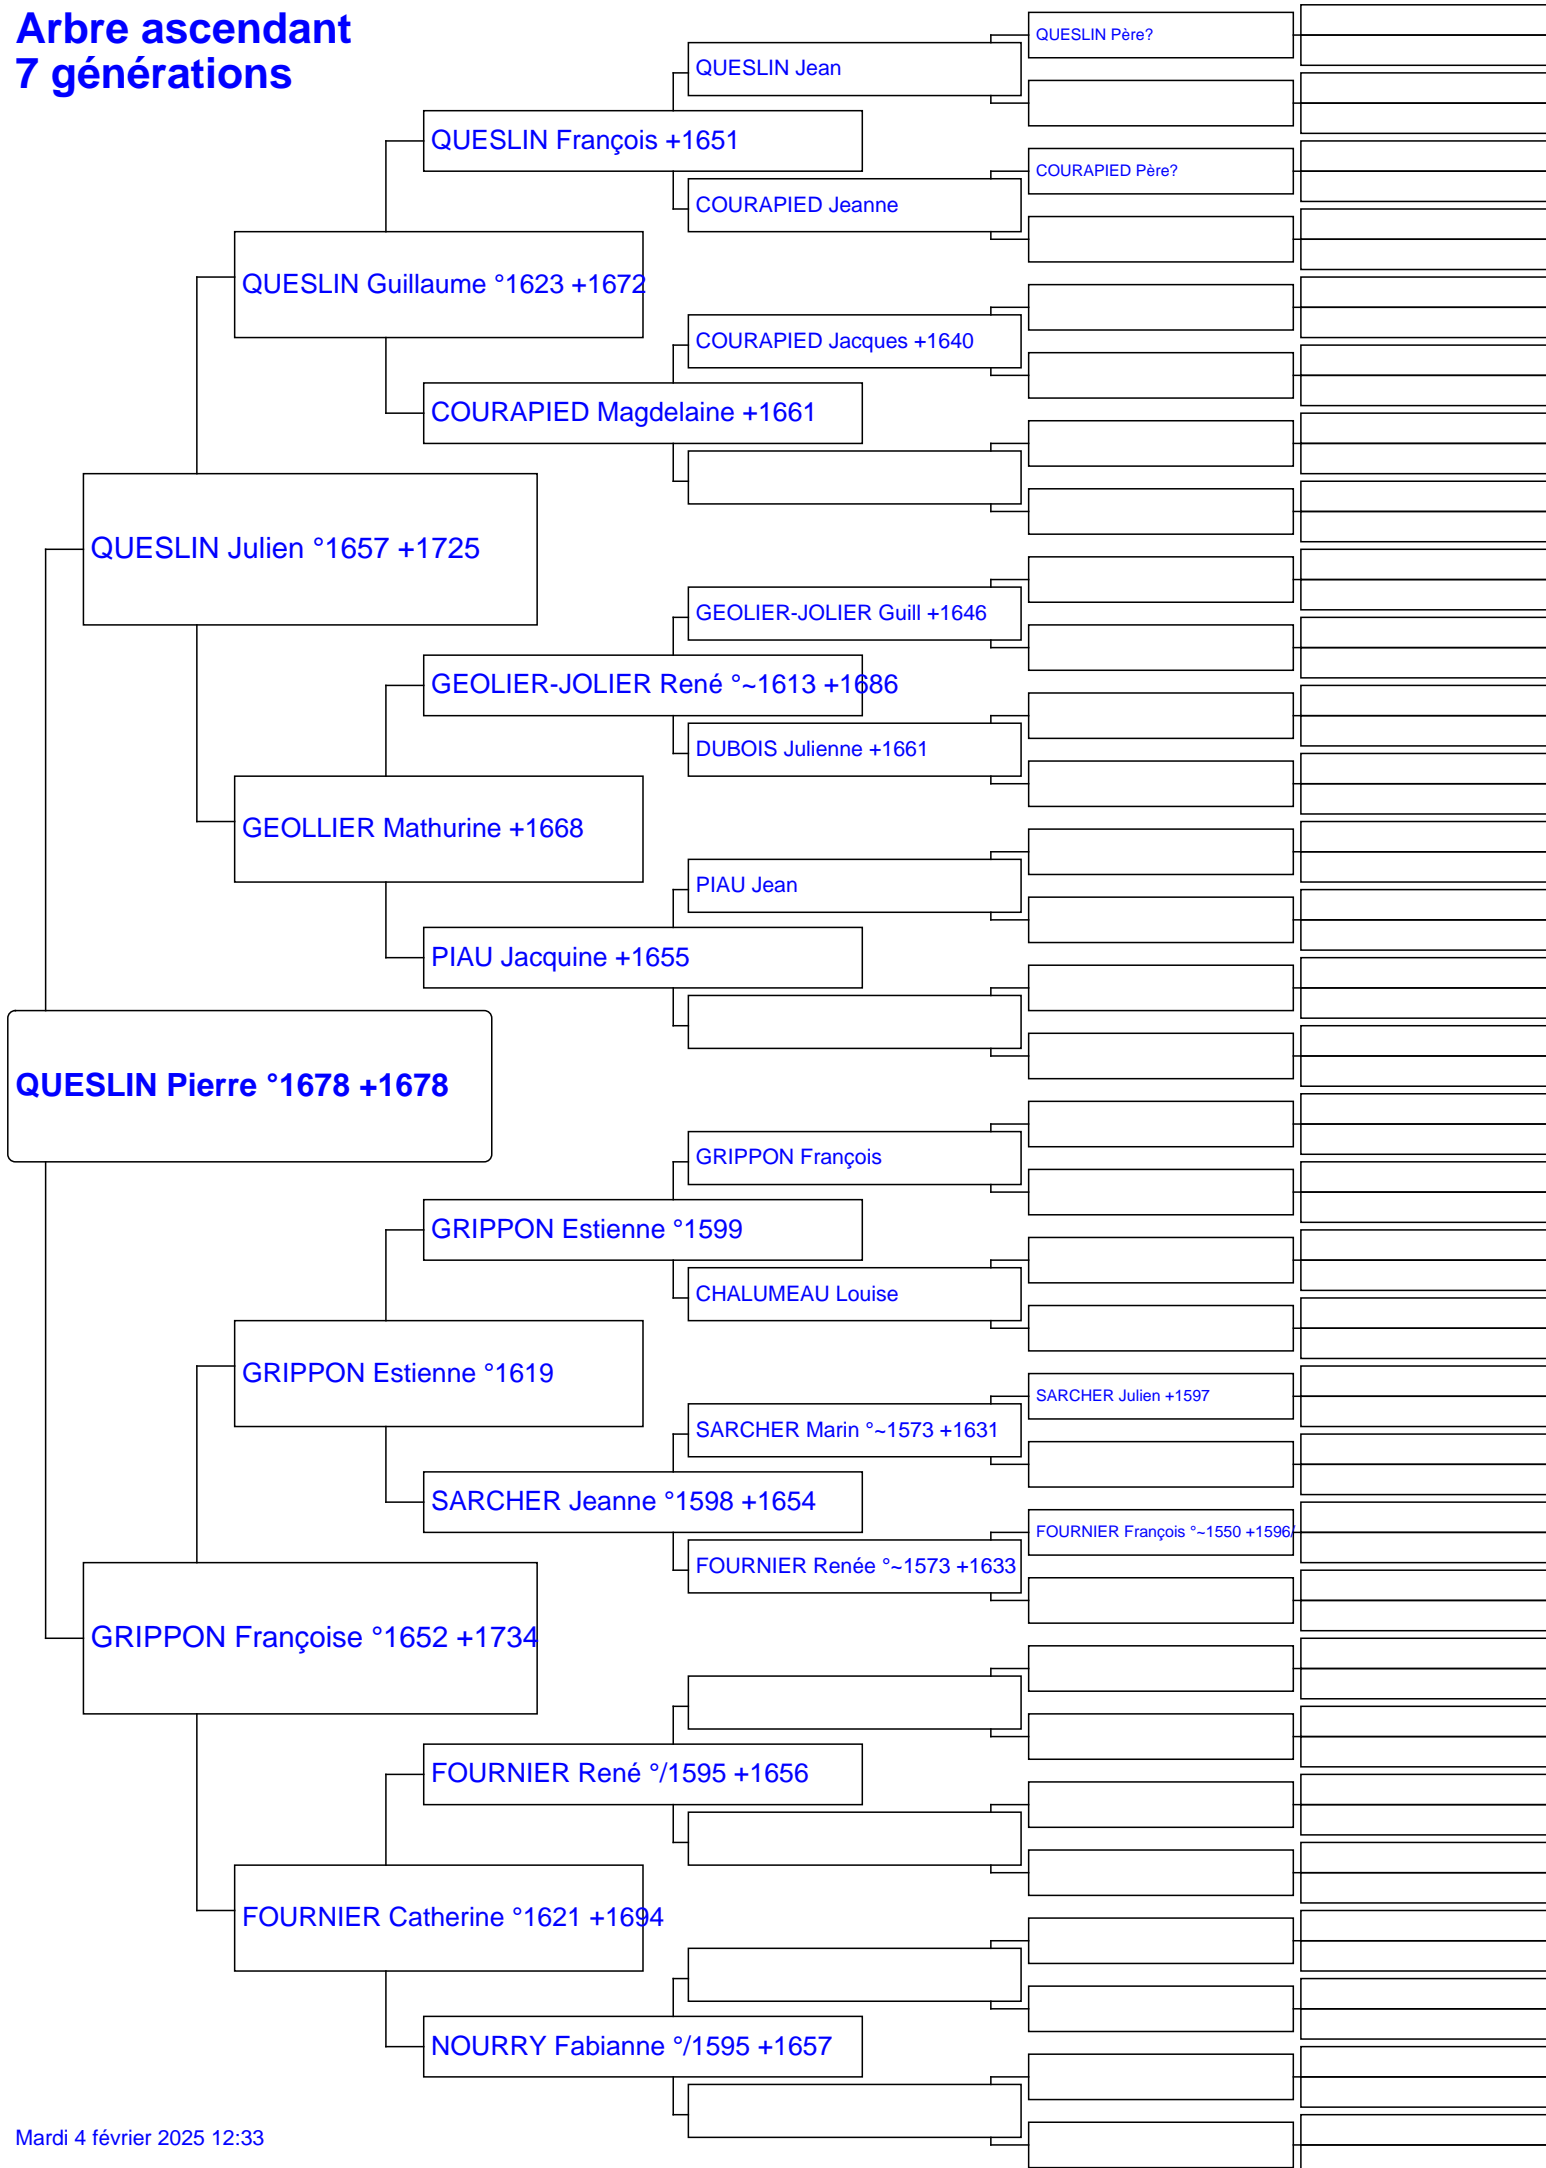 Arbre ascendant
7 générations
QUESLIN Père?
QUESLIN Jean
QUESLIN François +1651
COURAPIED Père?
COURAPIED Jeanne
QUESLIN Guillaume °1623 +1672
COURAPIED Jacques +1640
COURAPIED Magdelaine +1661
QUESLIN Julien °1657 +1725
GEOLIER-JOLIER Guill +1646
GEOLIER-JOLIER René °~1613 +1686
DUBOIS Julienne +1661
GEOLLIER Mathurine +1668
PIAU Jean
PIAU Jacquine +1655
QUESLIN Pierre °1678 +1678
GRIPPON François
GRIPPON Estienne °1599
CHALUMEAU Louise
GRIPPON Estienne °1619
SARCHER Julien +1597
SARCHER Marin °~1573 +1631
SARCHER Jeanne °1598 +1654
FOURNIER François °~1550 +1596/
FOURNIER Renée °~1573 +1633
GRIPPON Françoise °1652 +1734
FOURNIER René °/1595 +1656
FOURNIER Catherine °1621 +1694
NOURRY Fabianne °/1595 +1657
Mardi 4 février 2025 12:33